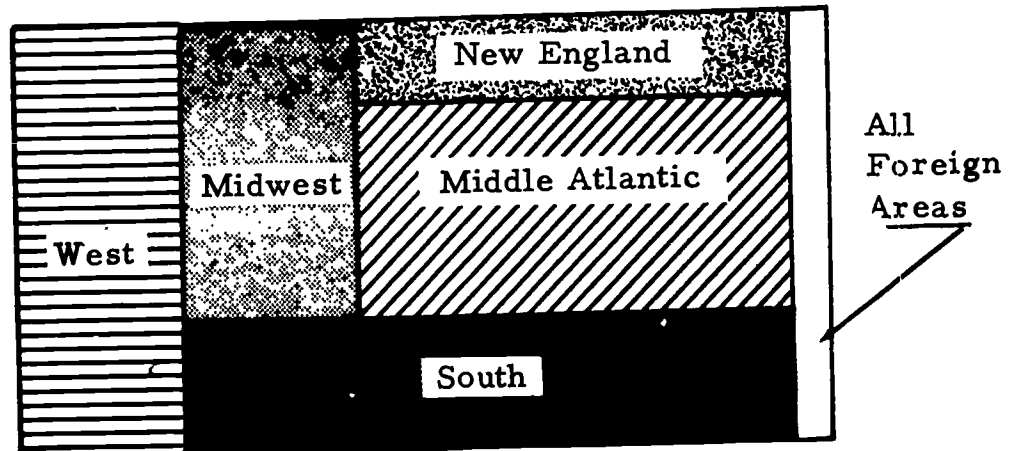 New England
All
Foreign
Areas
Midwest
Middle Atlantic
West
South